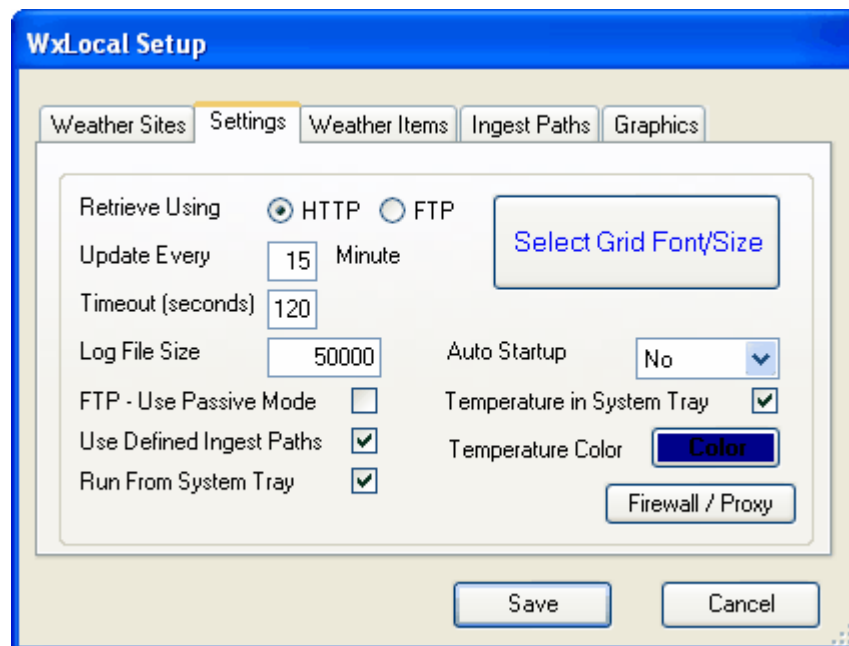 WxLocal Setup
Weather Sites Settings Weather Items Ingest Paths Graphics
Retrieve Using HTTP FTP
Select Grid Font/Size
Update Every 15 Minute
Timeout (seconds) 120
Log File Size 50000
Auto Startup No
FTP - Use Passive Mode
Temperature in System Tray
Use Defined Ingest Paths
Temperature Color Color
Run From System Tray
Firewall / Proxy
Save Cancel